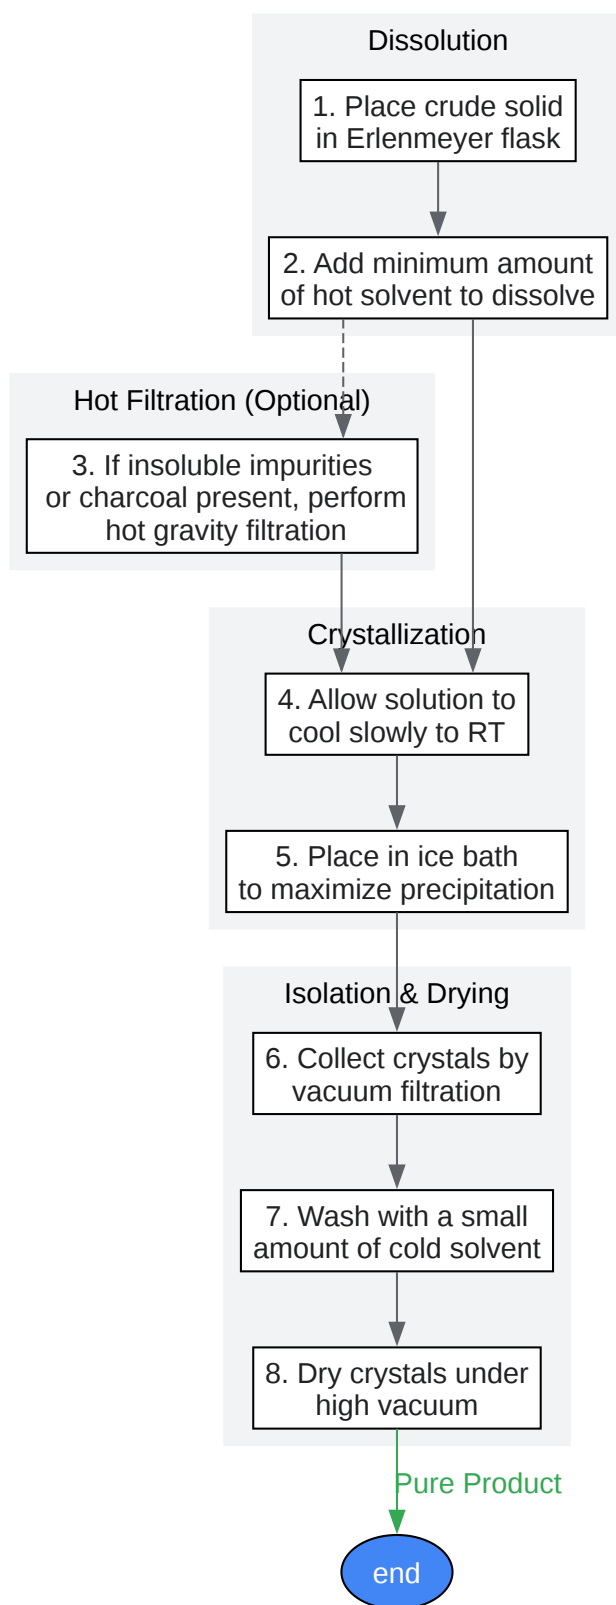 Dissolution
1. Place crude solid
in Erlenmeyer flask
2. Add minimum amount
of hot solvent to dissolve
Hot Filtration (Optional)
3. If insoluble impurities
or charcoal present, perform
hot gravity filtration
Crystallization
4. Allow solution to
cool slowly to RT
5. Place in ice bath
to maximize precipitation
Isolation & Drying
6. Collect crystals by
vacuum filtration
7. Wash with a small
amount of cold solvent
8. Dry crystals under
high vacuum
Pure Product
end